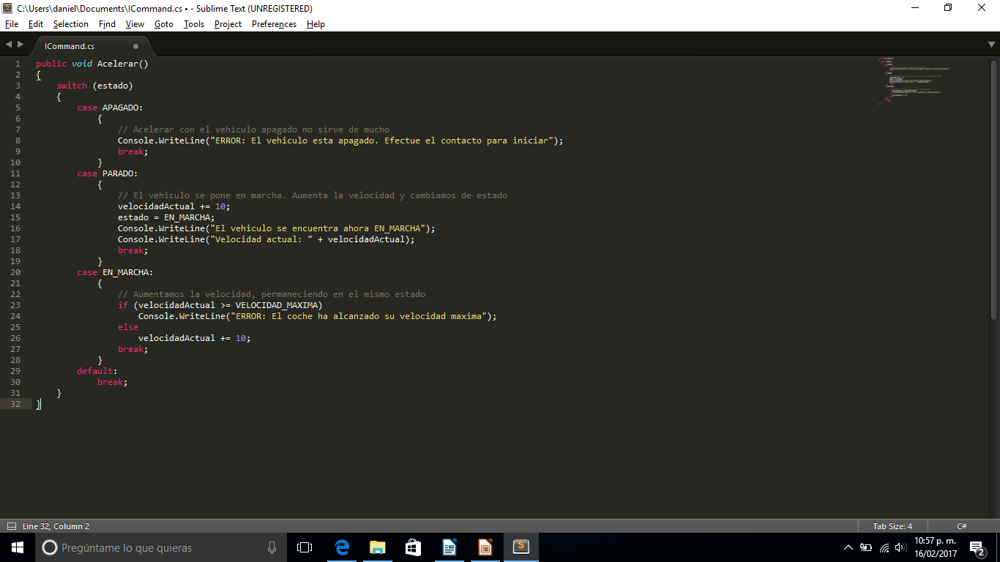 C:\Users\daniel\Documents\ICommand.cs • - Sublime Text (UNREGISTERED)
File Edit Selection Find View Goto Tools Project Preferences Help
ICommand.cs
1 public void Acelerar()
2 {
3 switch (estado)
4 {
5 case APAGADO:
6 {
7 // Acelerar con el vehiculo apagado no sirve de mucho
8 Console.WriteLine("ERROR: El vehiculo esta apagado. Efectue el contacto para iniciar");
9 break;
10 }
11 case PARADO:
12 {
13 // El vehiculo se pone en marcha. Aumenta la velocidad y cambiamos de estado
14 velocidadActual += 10;
15 estado = EN_MARCHA;
16 Console.WriteLine("El vehiculo se encuentra ahora EN_MARCHA");
17 Console.WriteLine("Velocidad actual: " + velocidadActual);
18 break;
19 }
20 case EN_MARCHA:
21 {
22 // Aumentamos la velocidad, permaneciendo en el mismo estado
23 if (velocidadActual >= VELOCIDAD_MAXIMA)
24 Console.WriteLine("ERROR: El coche ha alcanzado su velocidad maxima");
25 else
26 velocidadActual += 10;
27 break;
28 }
29 default:
30 break;
31 }
32 }
Line 32, Column 2 Tab Size: 4 C#
Pregúntame lo que quieras
10:57 p. m.
16/02/2017
2